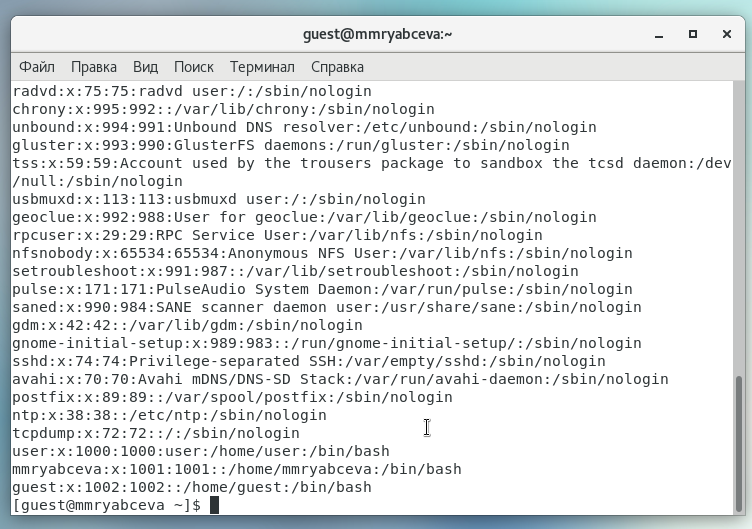 guest@mmryabceva:~
Файл Правка Вид Поиск Терминал Справка
radvd:x:75:75:radvd user:/:/sbin/nologin
chrony:x:995:992::/var/lib/chrony:/sbin/nologin
unbound:x:994:991:Unbound DNS resolver:/etc/unbound:/sbin/nologin
gluster:x:993:990:GlusterFS daemons:/run/gluster:/sbin/nologin
tss:x:59:59:Account used by the trousers package to sandbox the tcsd daemon:/dev
/null:/sbin/nologin
usbmuxd:x:113:113:usbmuxd user:/:/sbin/nologin
geoclue:x:992:988:User for geoclue:/var/lib/geoclue:/sbin/nologin
rpcuser:x:29:29:RPC Service User:/var/lib/nfs:/sbin/nologin
nfsnobody:x:65534:65534:Anonymous NFS User:/var/lib/nfs:/sbin/nologin
setroubleshoot:x:991:987::/var/lib/setroubleshoot:/sbin/nologin
pulse:x:171:171:PulseAudio System Daemon:/var/run/pulse:/sbin/nologin
saned:x:990:984:SANE scanner daemon user:/usr/share/sane:/sbin/nologin
gdm:x:42:42::/var/lib/gdm:/sbin/nologin
gnome-initial-setup:x:989:983::/run/gnome-initial-setup/:/sbin/nologin
sshd:x:74:74:Privilege-separated SSH:/var/empty/sshd:/sbin/nologin
avahi:x:70:70:Avahi mDNS/DNS-SD Stack:/var/run/avahi-daemon:/sbin/nologin
postfix:x:89:89::/var/spool/postfix:/sbin/nologin
ntp:x:38:38::/etc/ntp:/sbin/nologin
tcpdump:x:72:72::/:/sbin/nologin
user:x:1000:1000:user:/home/user:/bin/bash
mmryabceva:x:1001:1001::/home/mmryabceva:/bin/bash
guest:x:1002:1002::/home/guest:/bin/bash
[guest@mmryabceva ~]$